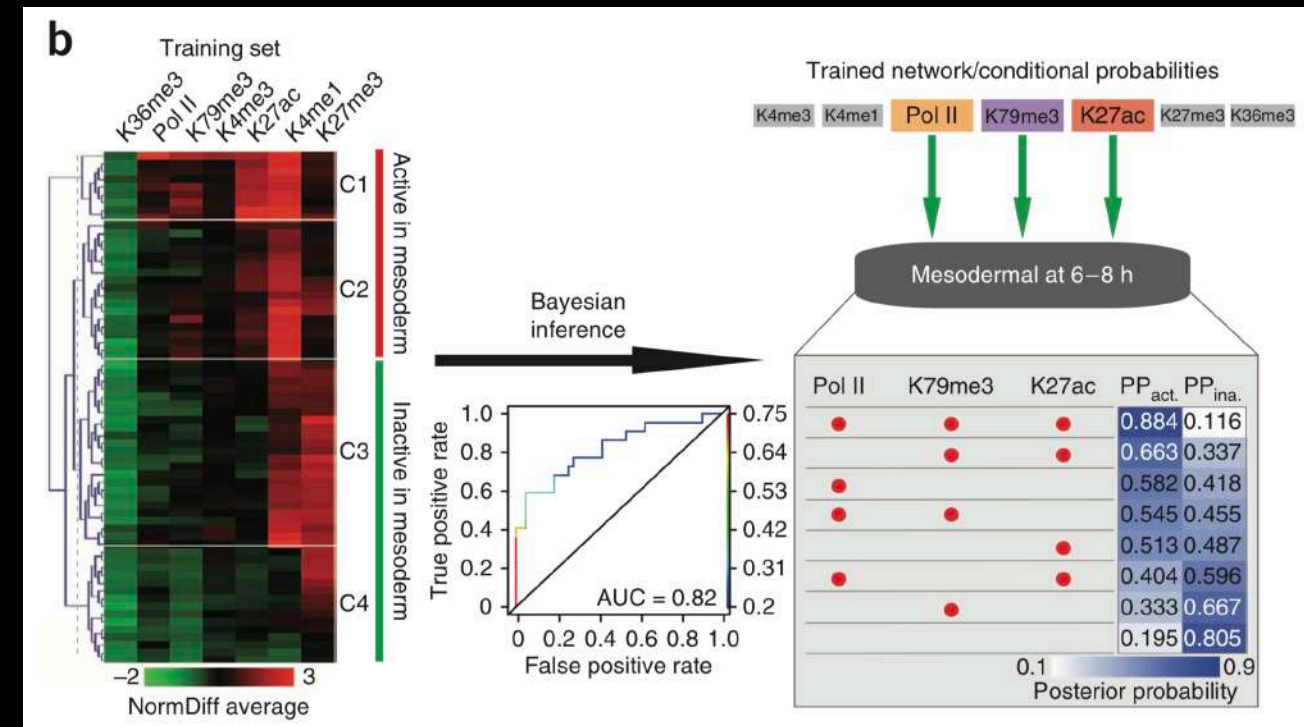 b
Training set
K36me3
Pol II
K79me3
K4me3
K27ac
K4me1
K27me3
C1
C2
C3
C4
Active in mesoderm
Inactive in mesoderm
–2
3
NormDiff average
Bayesian
inference
True positive rate
1.0
0.8
0.6
0.4
0.2
0
0.75
0.64
0.53
0.42
0.31
0.2
AUC = 0.82
0 0.2 0.4 0.6 0.8 1.0
False positive rate
Trained network/conditional probabilities
K4me3 K4me1 Pol II K79me3 K27ac K27me3 K36me3
Mesodermal at 6–8 h
Pol II K79me3 K27ac PPact. PPina.
0.884 0.116
0.663 0.337
0.582 0.418
0.545 0.455
0.513 0.487
0.404 0.596
0.333 0.667
0.195 0.805
0.1 0.9
Posterior probability